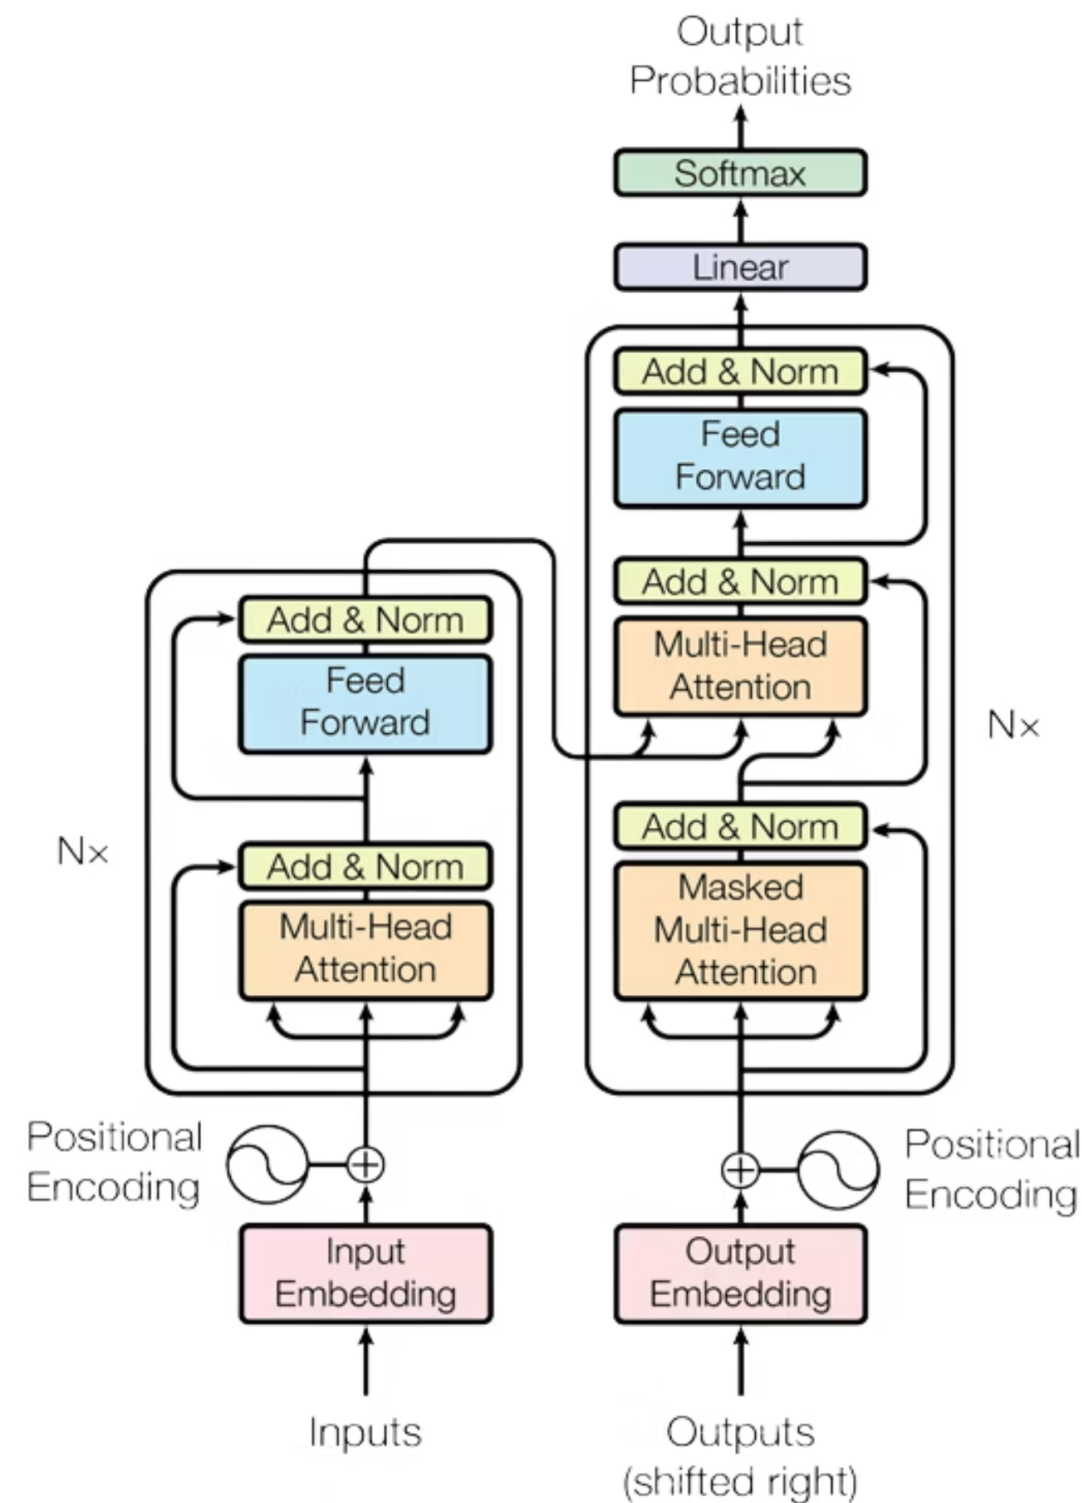 Output
Probabilities
Softmax
Linear
Add & Norm
Feed
Forward
Add & Norm
Multi-Head
Attention
N×
Add & Norm
Masked
Multi-Head
Attention
Add & Norm
Feed
Forward
N×
Add & Norm
Multi-Head
Attention
Positional
Encoding
Positional
Encoding
Input
Embedding
Output
Embedding
Inputs
Outputs
(shifted right)